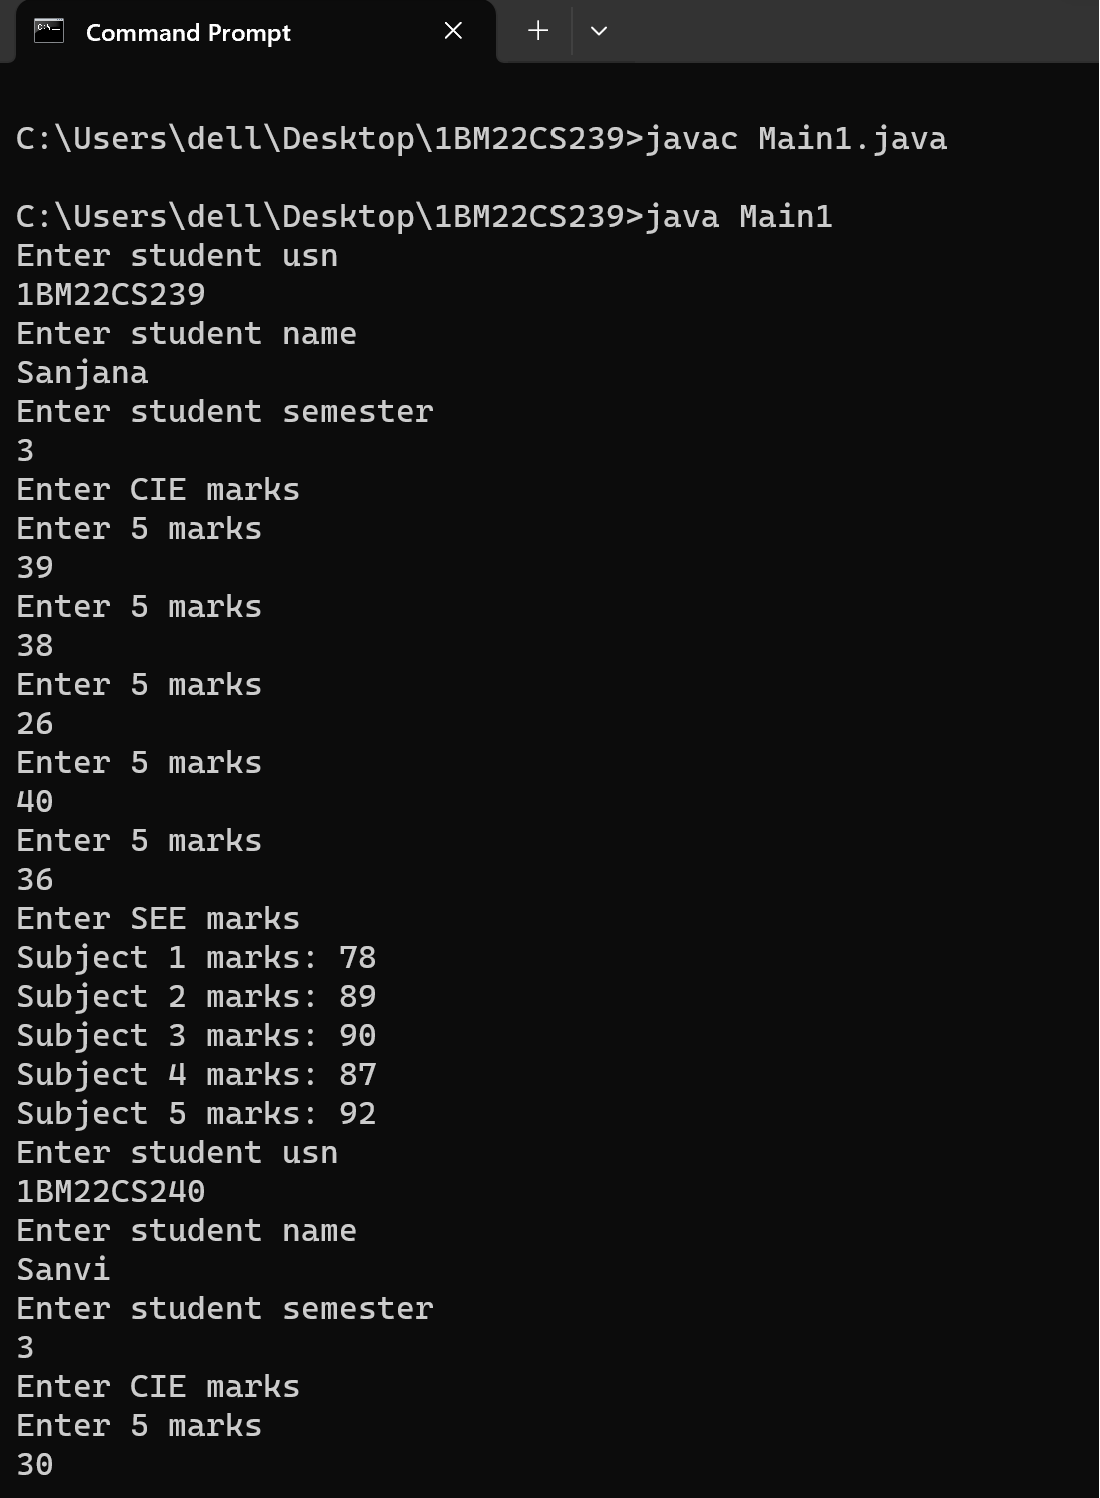 Command Prompt
C:\Users\dell\Desktop\1BM22CS239>javac Main1.java
C:\Users\dell\Desktop\1BM22CS239>java Main1
Enter student usn
1BM22CS239
Enter student name
Sanjana
Enter student semester
3
Enter CIE marks
Enter 5 marks
39
Enter 5 marks
38
Enter 5 marks
26
Enter 5 marks
40
Enter 5 marks
36
Enter SEE marks
Subject 1 marks: 78
Subject 2 marks: 89
Subject 3 marks: 90
Subject 4 marks: 87
Subject 5 marks: 92
Enter student usn
1BM22CS240
Enter student name
Sanvi
Enter student semester
3
Enter CIE marks
Enter 5 marks
30